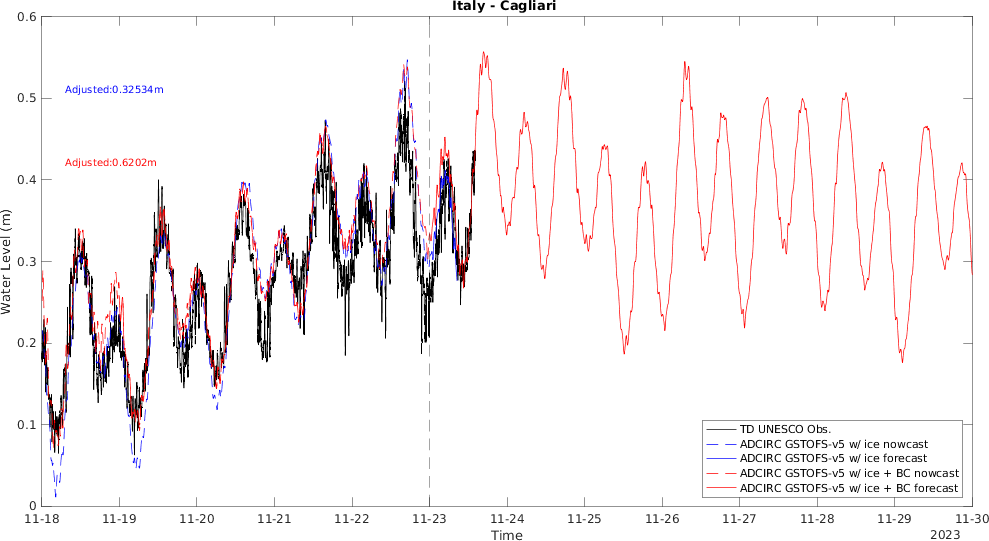 Italy - Cagliari
0.6
0.5
0.4
0.3
0.2
0.1
0
Water Level (m)
Adjusted:0.32534m
Adjusted:0.6202m
TD UNESCO Obs.
ADCIRC GSTOFS-v5 w/ ice nowcast
ADCIRC GSTOFS-v5 w/ ice forecast
ADCIRC GSTOFS-v5 w/ ice + BC nowcast
ADCIRC GSTOFS-v5 w/ ice + BC forecast
11-18 11-19 11-20 11-21 11-22 11-23 11-24 11-25 11-26 11-27 11-28 11-29 11-30
Time
2023